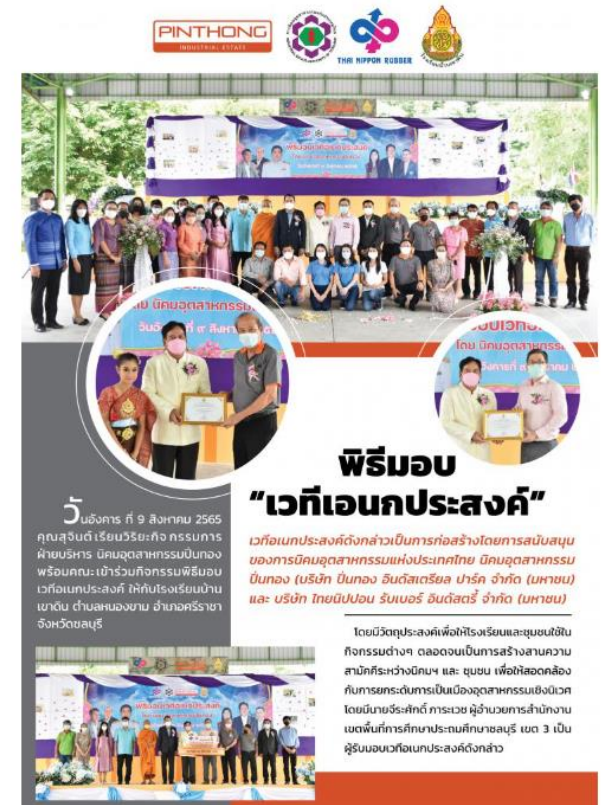 PINTHONG
INDUSTRIAL ESTATE
THAI NIPPON RUBBER
พิธีมอบ
“เวทีเอนกประสงค์”
วันอังคาร ที่ 9 สิงหาคม 2565
คุณสุจินต์ เรียนวิริยะกิจ กรรมการ
ฝ่ายบริหาร นิคมอุตสาหกรรมปิ่นทอง
พร้อมคณะ เข้าร่วมกิจกรรมพิธีมอบ
เวทีอเนกประสงค์ ให้กับโรงเรียนบ้าน
เขาดิน ตำบลหนองขาม อำเภอศรีราชา
จังหวัดชลบุรี
เวทีอเนกประสงค์ดังกล่าวเป็นการก่อสร้างโดยการสนับสนุน
ของการนิคมอุตสาหกรรมแห่งประเทศไทย นิคมอุตสาหกรรม
ปิ่นทอง (บริษัท ปิ่นทอง อินดัสเตรียล ปาร์ค จำกัด (มหาชน)
และ บริษัท ไทยนิปปอน รับเบอร์ อินดัสตรี้ จำกัด (มหาชน)
โดยมีวัตถุประสงค์เพื่อให้โรงเรียนและชุมชนใช้ใน
กิจกรรมต่างๆ ตลอดจนเป็นการสร้างสานความ
สามัคคีระหว่างนิคมฯ และ ชุมชน เพื่อให้สอดคล้อง
กับการยกระดับการเป็นเมืองอุตสาหกรรมเชิงนิเวศ
โดยมีนายจีระศักดิ์ ภาระเวช ผู้อำนวยการสำนักงาน
เขตพื้นที่การศึกษาประถมศึกษาชลบุรี เขต 3 เป็น
ผู้รับมอบเวทีอเนกประสงค์ดังกล่าว